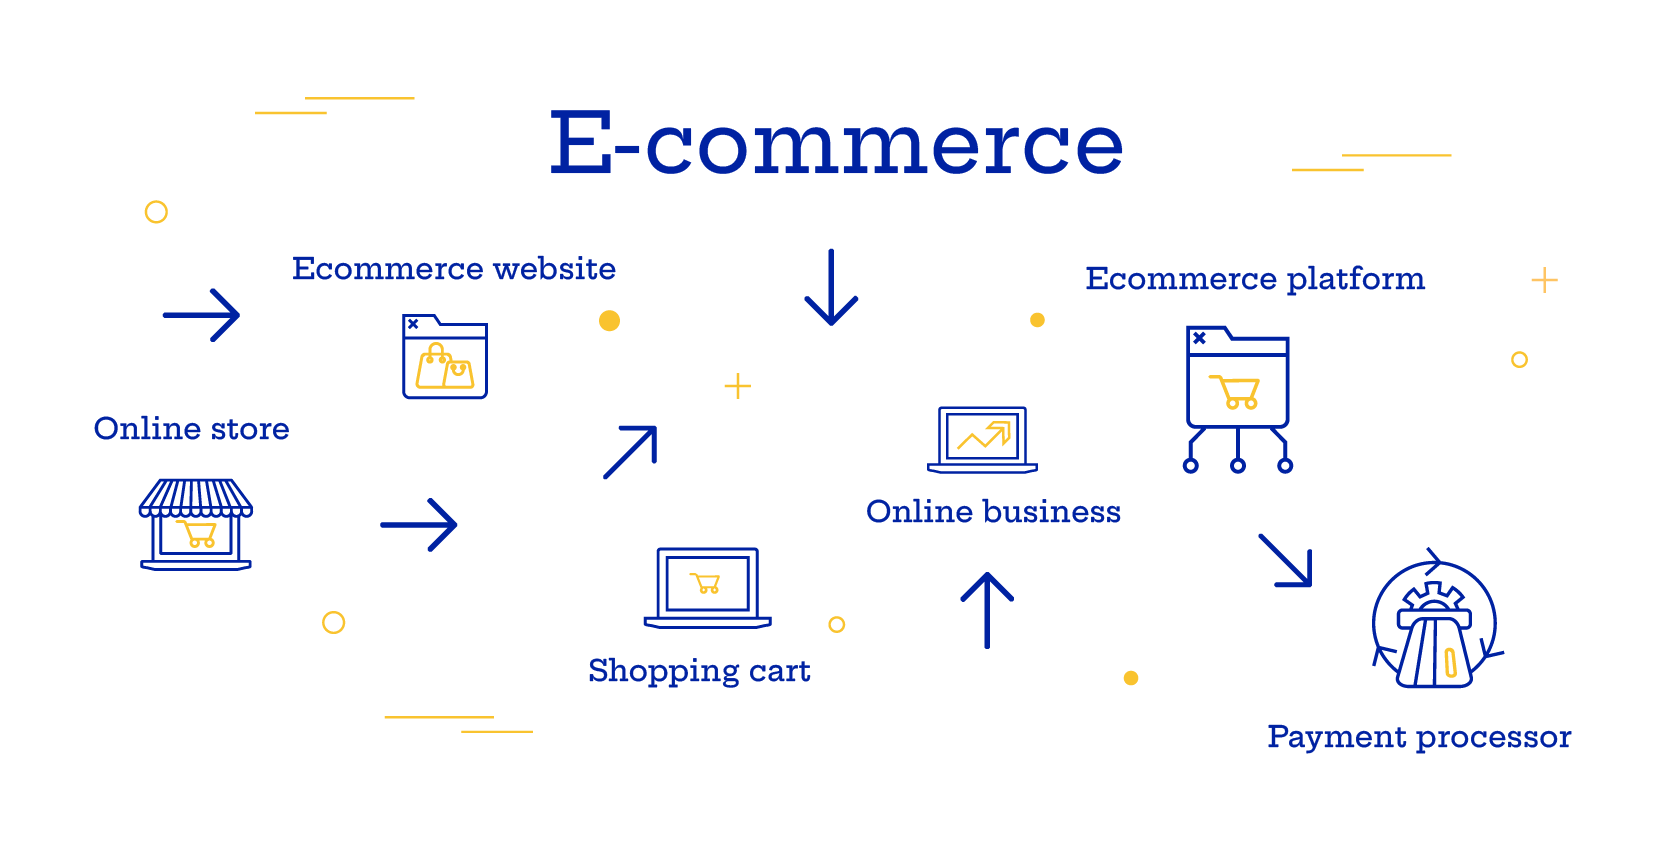 E-commerce
Ecommerce website
Ecommerce platform
Online store
Online business
Shopping cart
Payment processor